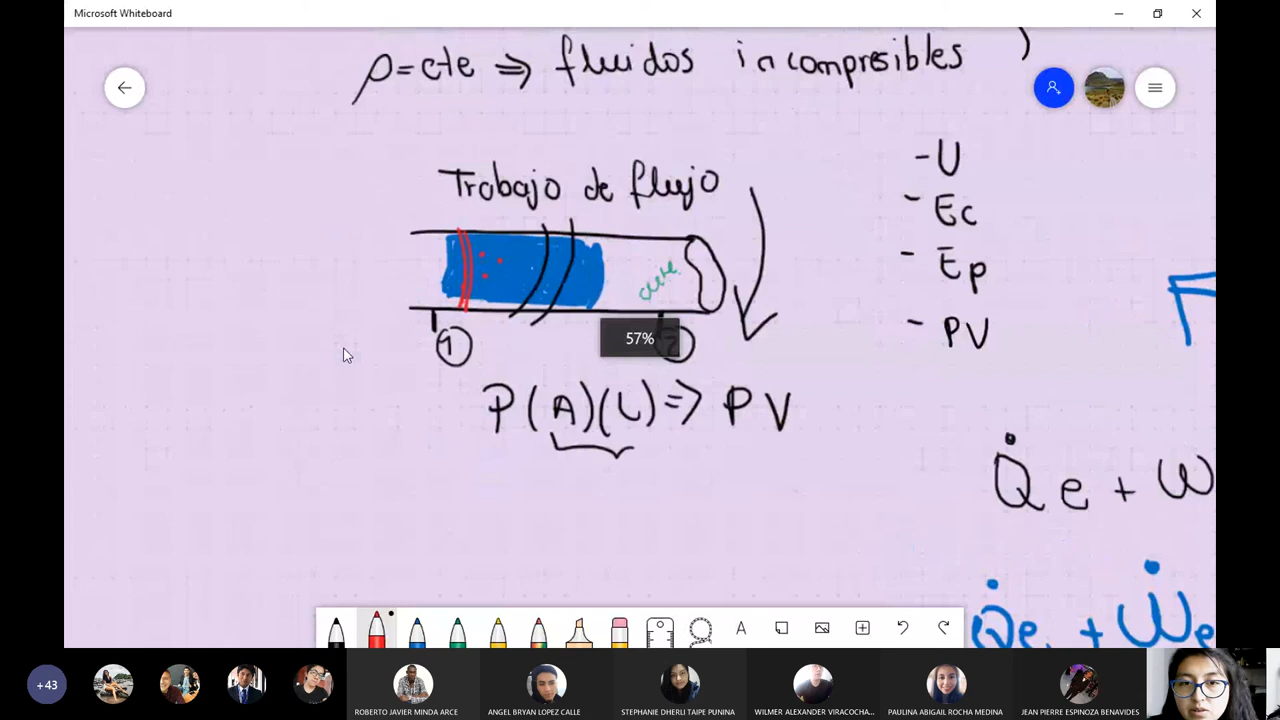 Microsoft Whiteboard
ρ=cte => fluidos incompresibles )
Trabajo de flujo
- U
- Ec
- Ep
- PV
57%
1
P(A)(L) => PV
Q̇e + W
Q̇e + Ẇe
A
+43
ROBERTO JAVIER MINDA ARCE
ANGEL BRYAN LOPEZ CALLE
STEPHANIE DHERLI TAIPE PUNINA
WILMER ALEXANDER VIRACOCHA...
PAULINA ABIGAIL ROCHA MEDINA
JEAN PIERRE ESPINOZA BENAVIDES